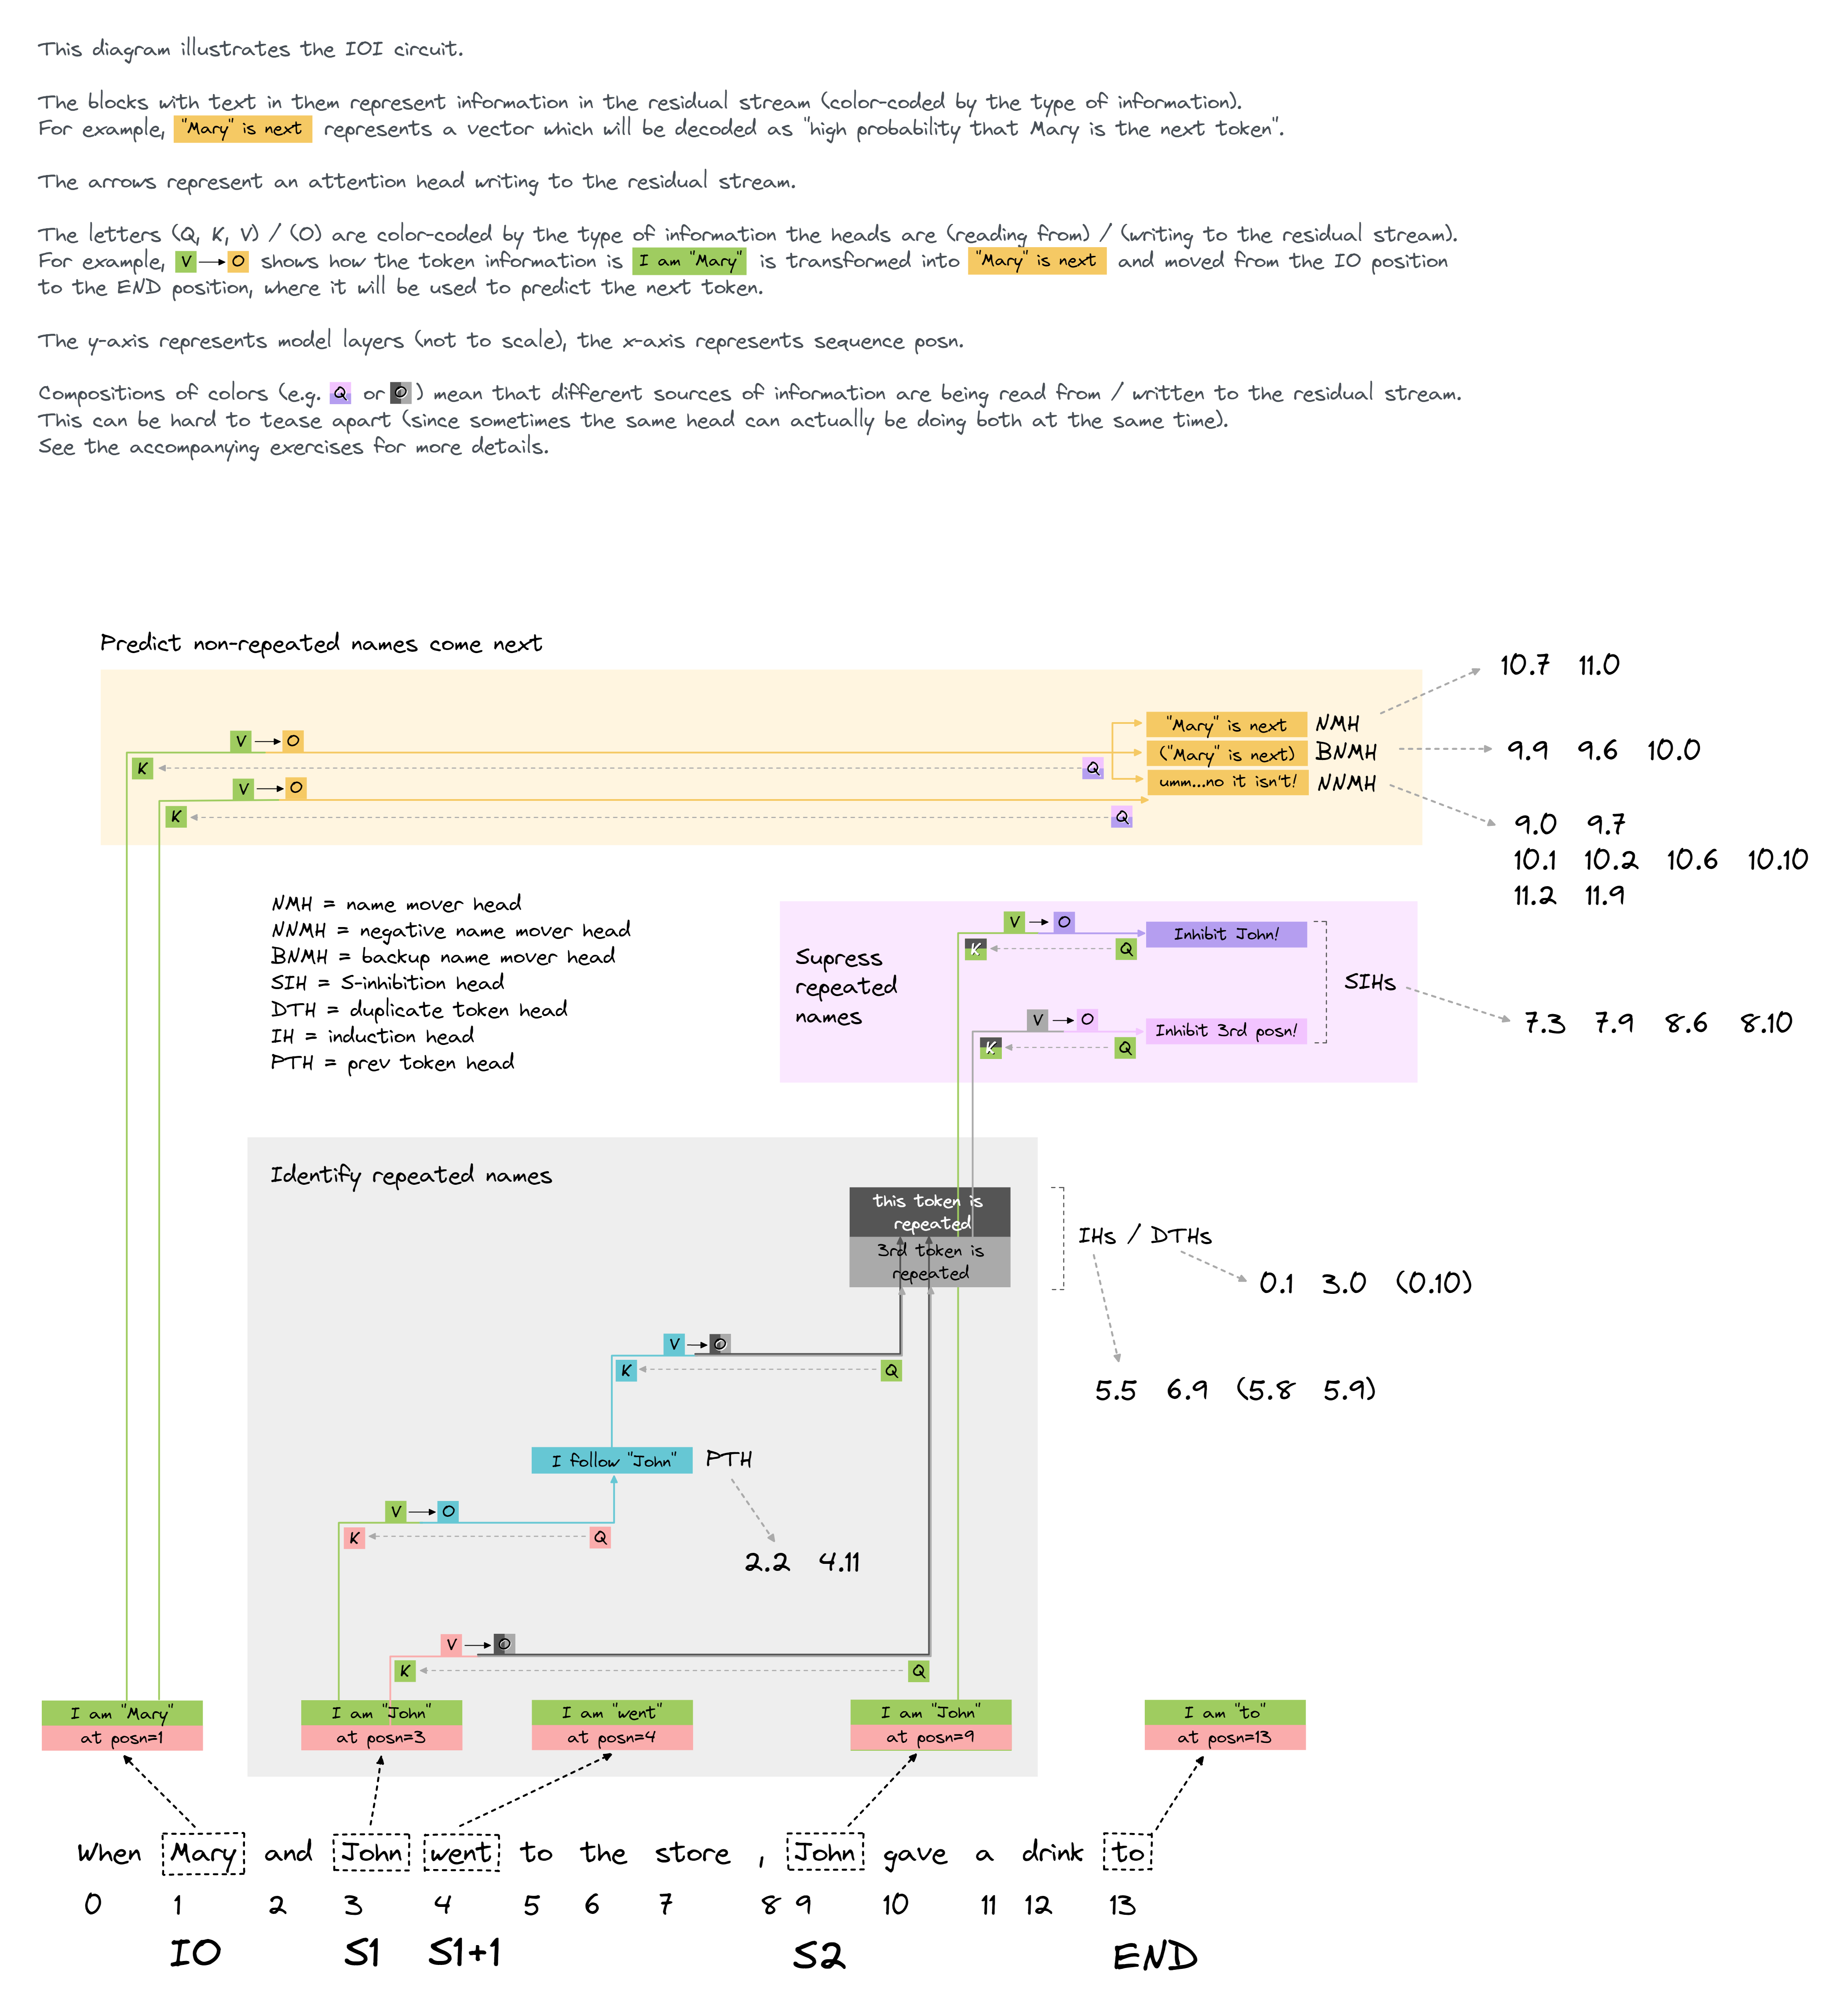 This diagram illustrates the IOI circuit.
The blocks with text in them represent information in the residual stream (color-coded by the type of information).
For example, "Mary" is next represents a vector which will be decoded as "high probability that Mary is the next token".
The arrows represent an attention head writing to the residual stream.
The letters (Q, K, V) / (O) are color-coded by the type of information the heads are (reading from) / (writing to the residual stream).
For example, V O shows how the token information is I am "Mary" is transformed into "Mary" is next and moved from the IO position
to the END position, where it will be used to predict the next token.
The y-axis represents model layers (not to scale), the x-axis represents sequence posn.
Compositions of colors (e.g. Q or O) mean that different sources of information are being read from / written to the residual stream.
This can be hard to tease apart (since sometimes the same head can actually be doing both at the same time).
See the accompanying exercises for more details.
Predict non-repeated names come next
10.7 11.0
"Mary" is next NMH
V O
("Mary" is next) BNMH
9.9 9.6 10.0
K Q
umm...no it isn't! NNMH
V O
K Q
9.0 9.7
10.1 10.2 10.6 10.10
11.2 11.9
NMH = name mover head
NNMH = negative name mover head
BNMH = backup name mover head
SIH = S-inhibition head
DTH = duplicate token head
IH = induction head
PTH = prev token head
Supress
repeated
names
V O
Inhibit John!
K Q
SIHs
7.3 7.9 8.6 8.10
V O
Inhibit 3rd posn!
K Q
Identify repeated names
this token is
repeated
3rd token is
repeated
IHs / DTHs
0.1 3.0 (0.10)
5.5 6.9 (5.8 5.9)
V O
K Q
I follow "John" PTH
2.2 4.11
V O
K Q
V O
K Q
I am "Mary"
at posn=1
I am "John"
at posn=3
I am "went"
at posn=4
I am "John"
at posn=9
I am "to"
at posn=13
When Mary and John went to the store , John gave a drink to
0 1 2 3 4 5 6 7 8 9 10 11 12 13
IO S1 S1+1 S2 END